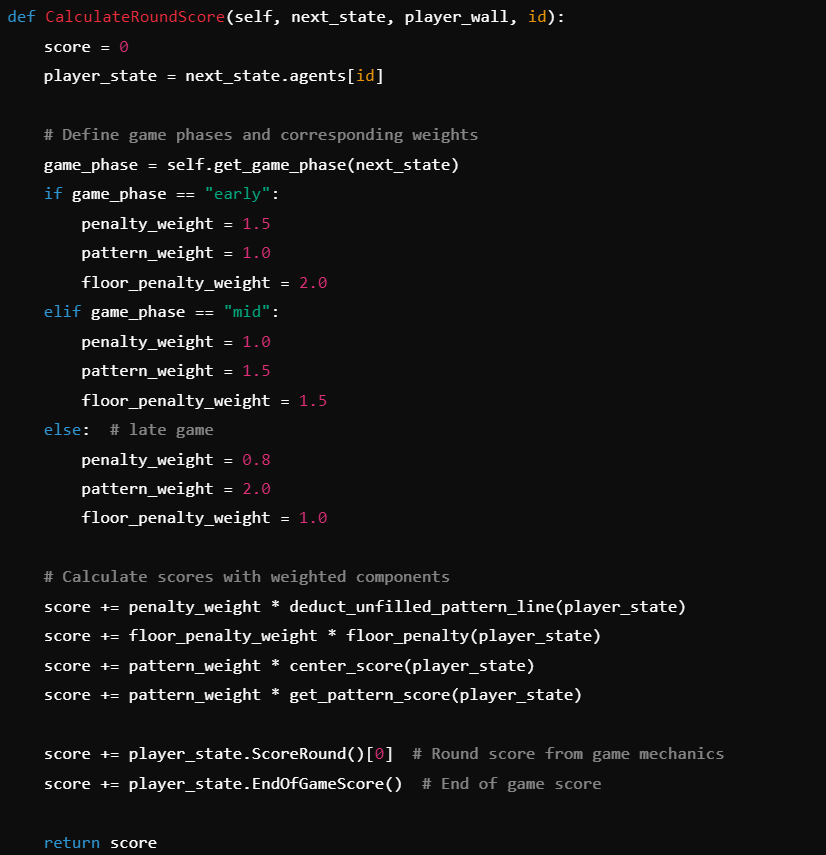 def CalculateRoundScore(self, next_state, player_wall, id):
    score = 0
    player_state = next_state.agents[id]

    # Define game phases and corresponding weights
    game_phase = self.get_game_phase(next_state)
    if game_phase == "early":
        penalty_weight = 1.5
        pattern_weight = 1.0
        floor_penalty_weight = 2.0
    elif game_phase == "mid":
        penalty_weight = 1.0
        pattern_weight = 1.5
        floor_penalty_weight = 1.5
    else:  # late game
        penalty_weight = 0.8
        pattern_weight = 2.0
        floor_penalty_weight = 1.0

    # Calculate scores with weighted components
    score += penalty_weight * deduct_unfilled_pattern_line(player_state)
    score += floor_penalty_weight * floor_penalty(player_state)
    score += pattern_weight * center_score(player_state)
    score += pattern_weight * get_pattern_score(player_state)

    score += player_state.ScoreRound()[0]  # Round score from game mechanics
    score += player_state.EndOfGameScore()  # End of game score

    return score